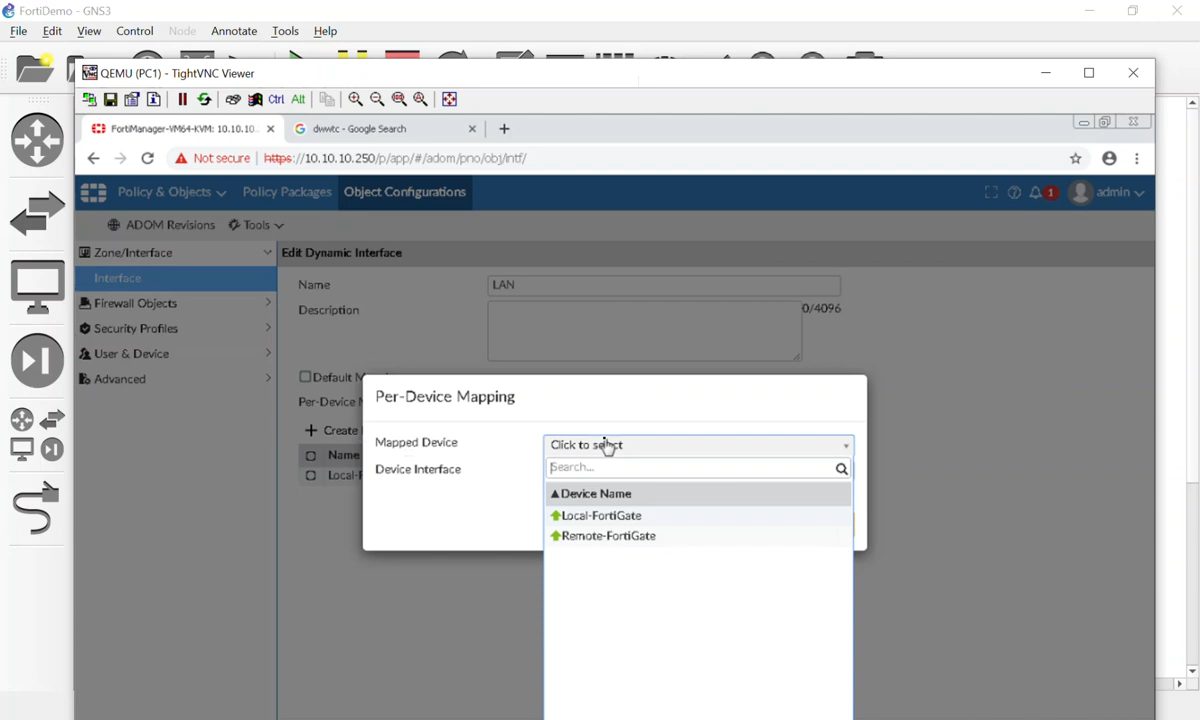 FortiDemo - GNS3
File Edit View Control Node Annotate Tools Help
QEMU (PC1) - TightVNC Viewer
Ctrl Alt
FortiManager-VM64-KVM: 10.10.10.. dwwtc - Google Search
Not secure https://10.10.10.250/p/app/#/adom/pno/obj/intf/
Policy & Objects Policy Packages Object Configurations 1 admin
ADOM Revisions Tools
Zone/Interface Edit Dynamic Interface
Interface
Name LAN
Firewall Objects
Description 0/4096
Security Profiles
User & Device
Advanced
Default M
Per-Device M
Create
Name
Local-F
Per-Device Mapping
Mapped Device Click to select
Search...
Device Interface
Device Name
Local-FortiGate
Remote-FortiGate